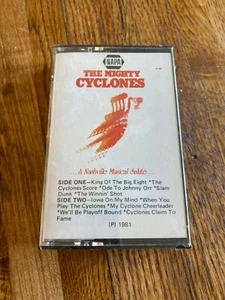 NAPA
THE MIGHTY
CYCLONES
...A Nashville Musical Salute...
SIDE ONE—King Of The Big Eight *The
Cyclones Score *Ode To Johnny Orr *Slam
Dunk *The Winnin' Shot
SIDE TWO—Iowa On My Mind *When You
Play The Cyclones *My Cyclone Cheerleader
*We'll Be Playoff Bound *Cyclones Claim To
Fame
(P) 1981